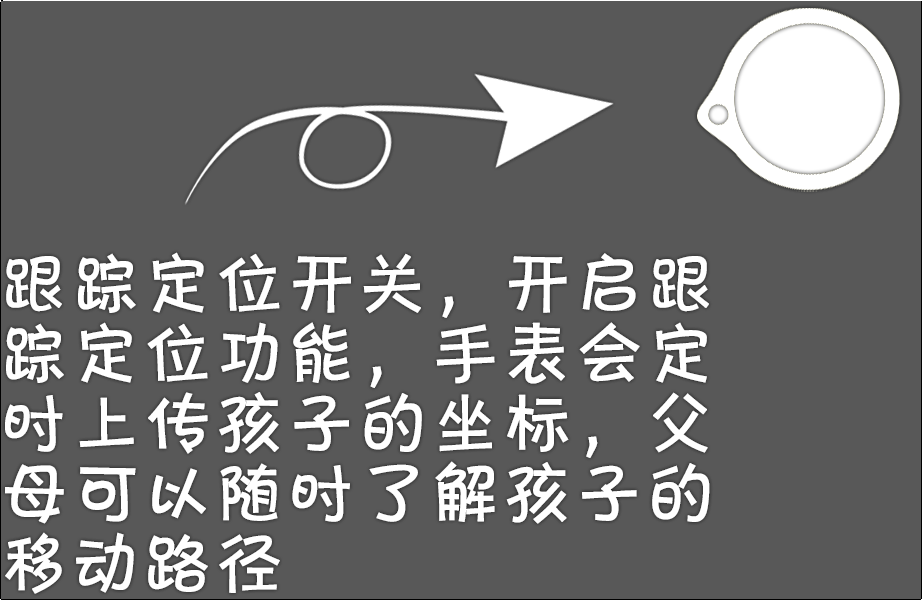 跟踪定位开关，开启跟
踪定位功能，手表会定
时上传孩子的坐标，父
母可以随时了解孩子的
移动路径